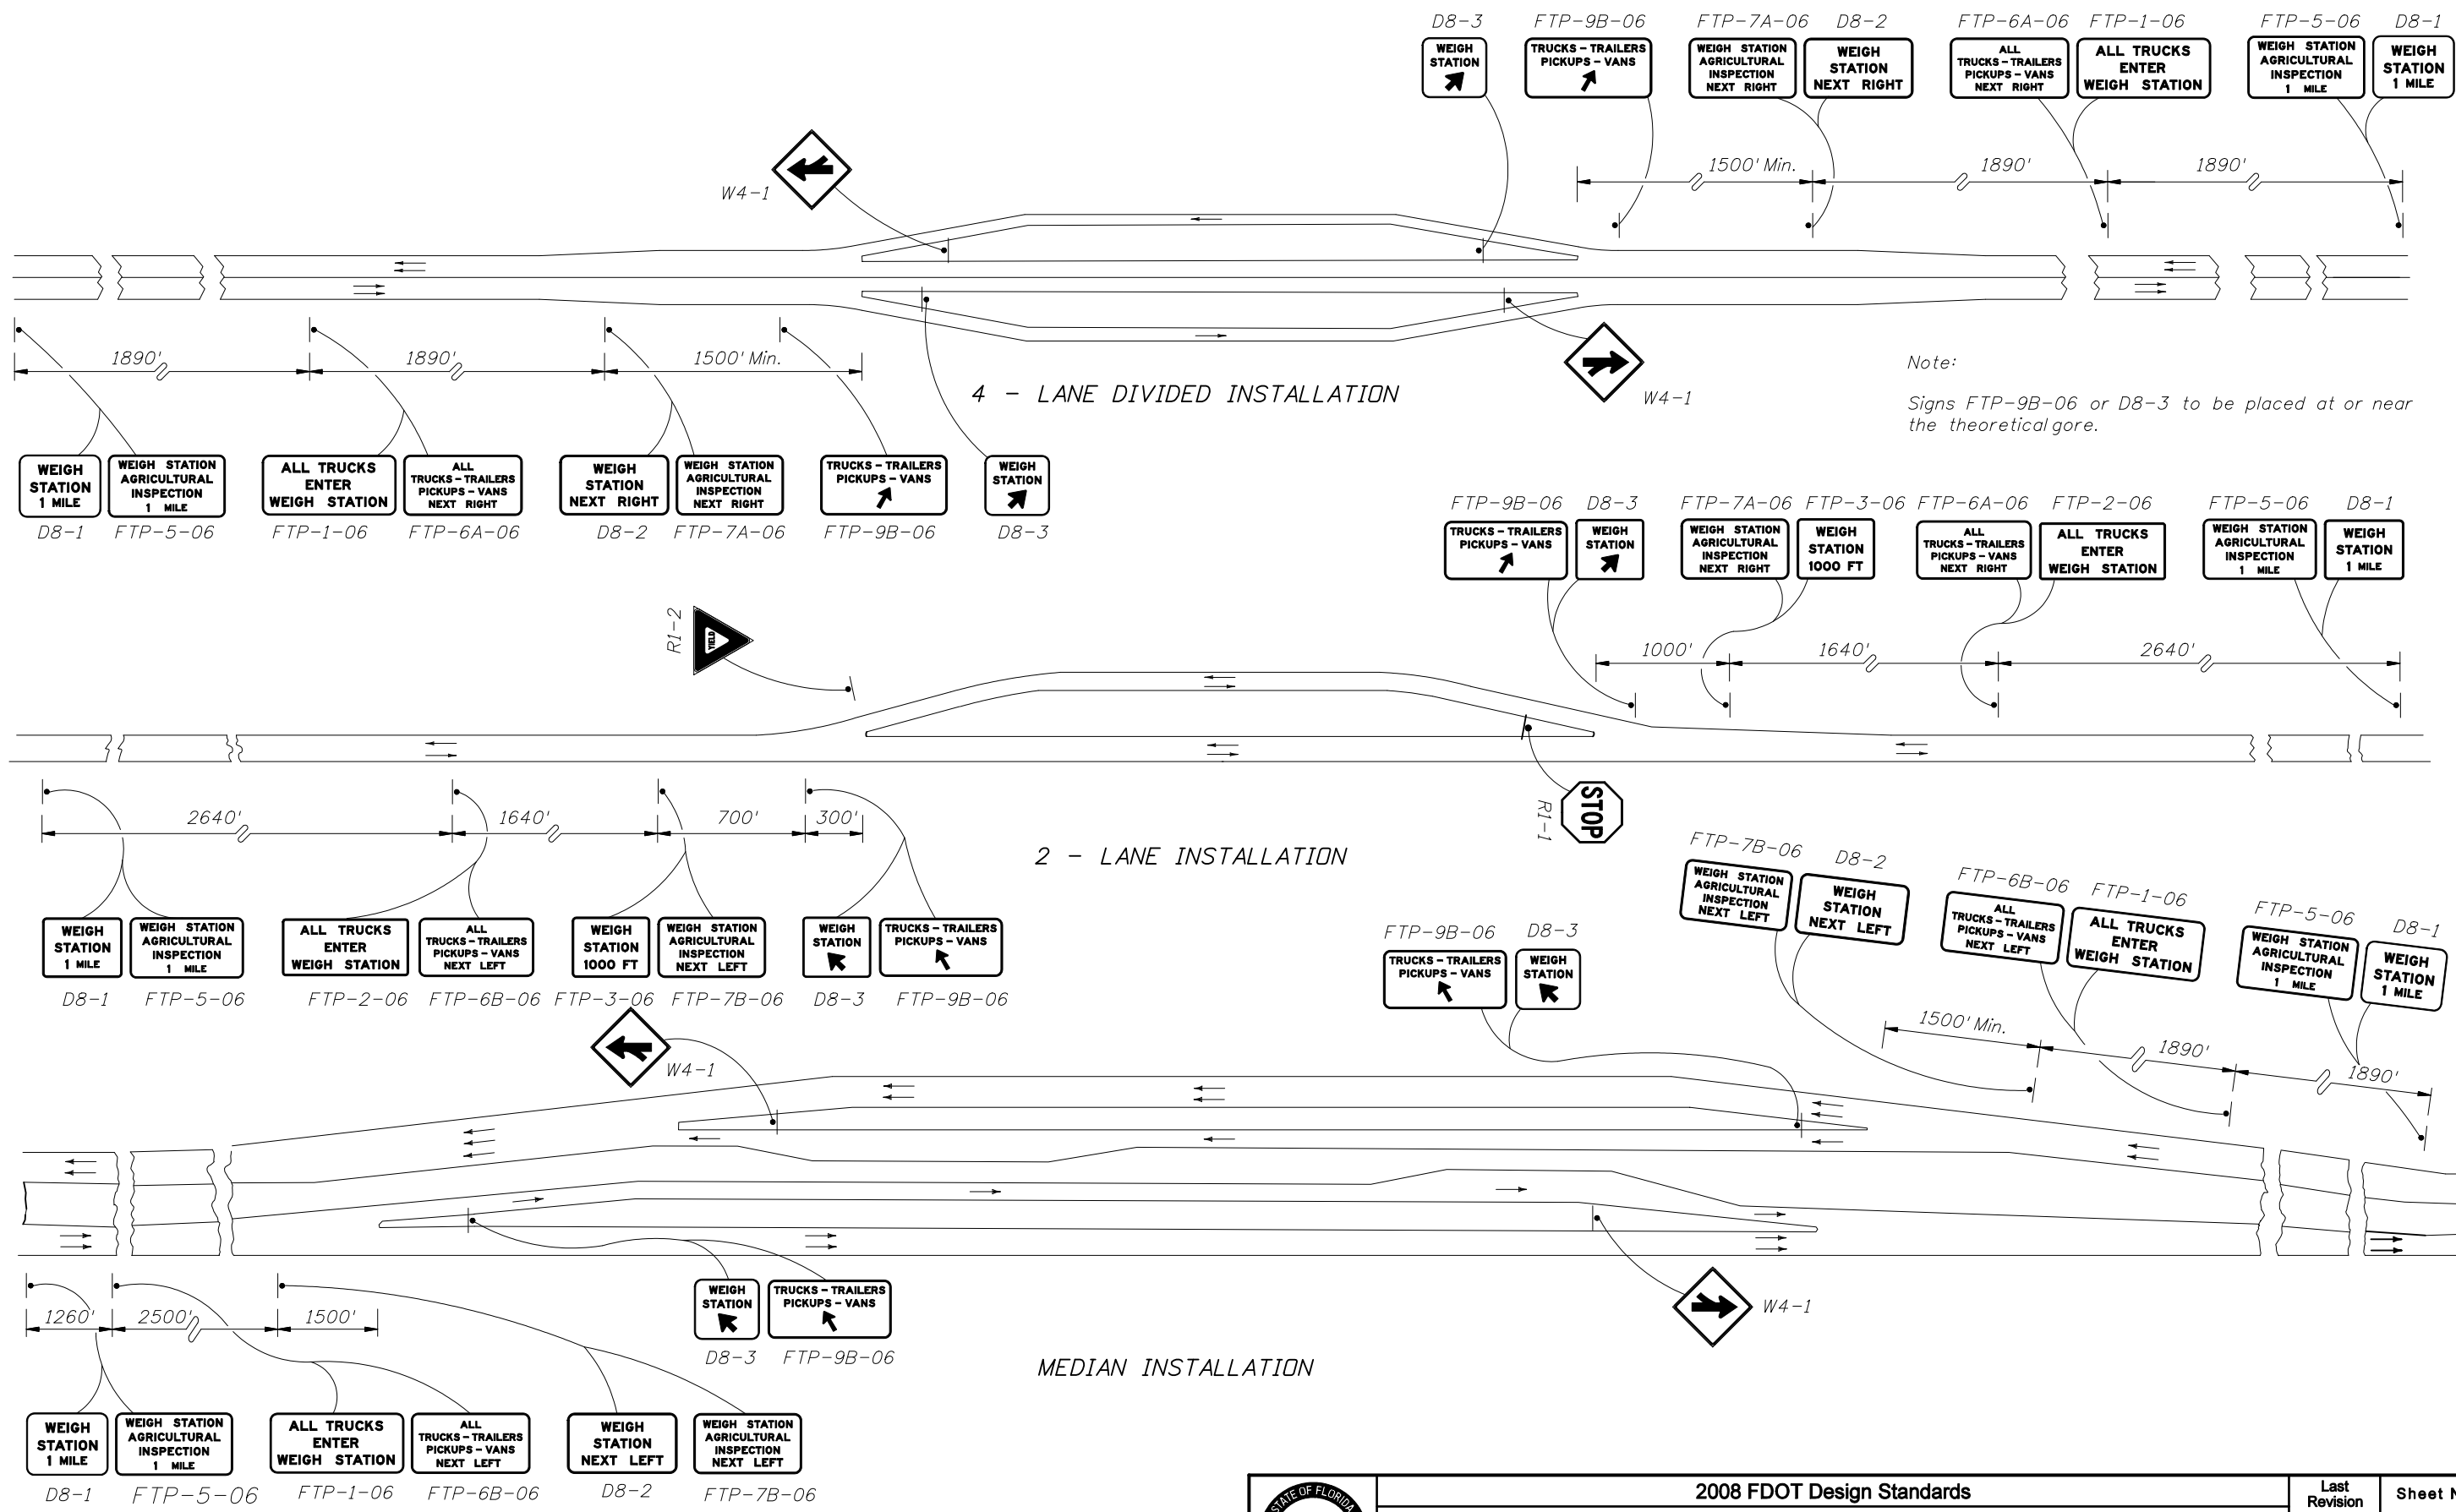 D8-3 FTP-9B-06 FTP-7A-06 D8-2 FTP-6A-06 FTP-1-06 FTP-5-06 D8-1
WEIGH
STATION
TRUCKS - TRAILERS
PICKUPS - VANS
WEIGH STATION
AGRICULTURAL
INSPECTION
NEXT RIGHT
WEIGH
STATION
NEXT RIGHT
ALL
TRUCKS - TRAILERS
PICKUPS - VANS
NEXT RIGHT
ALL TRUCKS
ENTER
WEIGH STATION
WEIGH STATION
AGRICULTURAL
INSPECTION
1 MILE
WEIGH
STATION
1 MILE
1500' Min. 1890' 1890'
W4-1
1890' 1890' 1500' Min.
4 - LANE DIVIDED INSTALLATION
W4-1
Note:
Signs FTP-9B-06 or D8-3 to be placed at or near
the theoretical gore.
WEIGH
STATION
1 MILE
WEIGH STATION
AGRICULTURAL
INSPECTION
1 MILE
ALL TRUCKS
ENTER
WEIGH STATION
ALL
TRUCKS - TRAILERS
PICKUPS - VANS
NEXT RIGHT
WEIGH
STATION
NEXT RIGHT
WEIGH STATION
AGRICULTURAL
INSPECTION
NEXT RIGHT
TRUCKS - TRAILERS
PICKUPS - VANS
WEIGH
STATION
D8-1 FTP-5-06 FTP-1-06 FTP-6A-06 D8-2 FTP-7A-06 FTP-9B-06 D8-3
FTP-9B-06 D8-3 FTP-7A-06 FTP-3-06 FTP-6A-06 FTP-2-06 FTP-5-06 D8-1
TRUCKS - TRAILERS
PICKUPS - VANS
WEIGH
STATION
WEIGH STATION
AGRICULTURAL
INSPECTION
NEXT RIGHT
WEIGH
STATION
1000 FT
ALL
TRUCKS - TRAILERS
PICKUPS - VANS
NEXT RIGHT
ALL TRUCKS
ENTER
WEIGH STATION
WEIGH STATION
AGRICULTURAL
INSPECTION
1 MILE
WEIGH
STATION
1 MILE
R1-2
YIELD
1000' 1640' 2640'
2640' 1640' 700' 300'
2 - LANE INSTALLATION
R1-1
STOP
WEIGH
STATION
1 MILE
WEIGH STATION
AGRICULTURAL
INSPECTION
1 MILE
ALL TRUCKS
ENTER
WEIGH STATION
ALL
TRUCKS - TRAILERS
PICKUPS - VANS
NEXT LEFT
WEIGH
STATION
1000 FT
WEIGH STATION
AGRICULTURAL
INSPECTION
NEXT LEFT
WEIGH
STATION
TRUCKS - TRAILERS
PICKUPS - VANS
D8-1 FTP-5-06 FTP-2-06 FTP-6B-06 FTP-3-06 FTP-7B-06 D8-3 FTP-9B-06
FTP-9B-06 D8-3 FTP-7B-06 D8-2 FTP-6B-06 FTP-1-06 FTP-5-06 D8-1
TRUCKS - TRAILERS
PICKUPS - VANS
WEIGH
STATION
WEIGH STATION
AGRICULTURAL
INSPECTION
NEXT LEFT
WEIGH
STATION
NEXT LEFT
ALL
TRUCKS - TRAILERS
PICKUPS - VANS
NEXT LEFT
ALL TRUCKS
ENTER
WEIGH STATION
WEIGH STATION
AGRICULTURAL
INSPECTION
1 MILE
WEIGH
STATION
1 MILE
1500' Min. 1890' 1890'
W4-1
W4-1
1260' 2500' 1500'
WEIGH
STATION
TRUCKS - TRAILERS
PICKUPS - VANS
D8-3 FTP-9B-06
MEDIAN INSTALLATION
WEIGH
STATION
1 MILE
WEIGH STATION
AGRICULTURAL
INSPECTION
1 MILE
ALL TRUCKS
ENTER
WEIGH STATION
ALL
TRUCKS - TRAILERS
PICKUPS - VANS
NEXT LEFT
WEIGH
STATION
NEXT LEFT
WEIGH STATION
AGRICULTURAL
INSPECTION
NEXT LEFT
D8-1 FTP-5-06 FTP-1-06 FTP-6B-06 D8-2 FTP-7B-06
STATE OF FLORIDA
2008 FDOT Design Standards
Last
Revision
Sheet